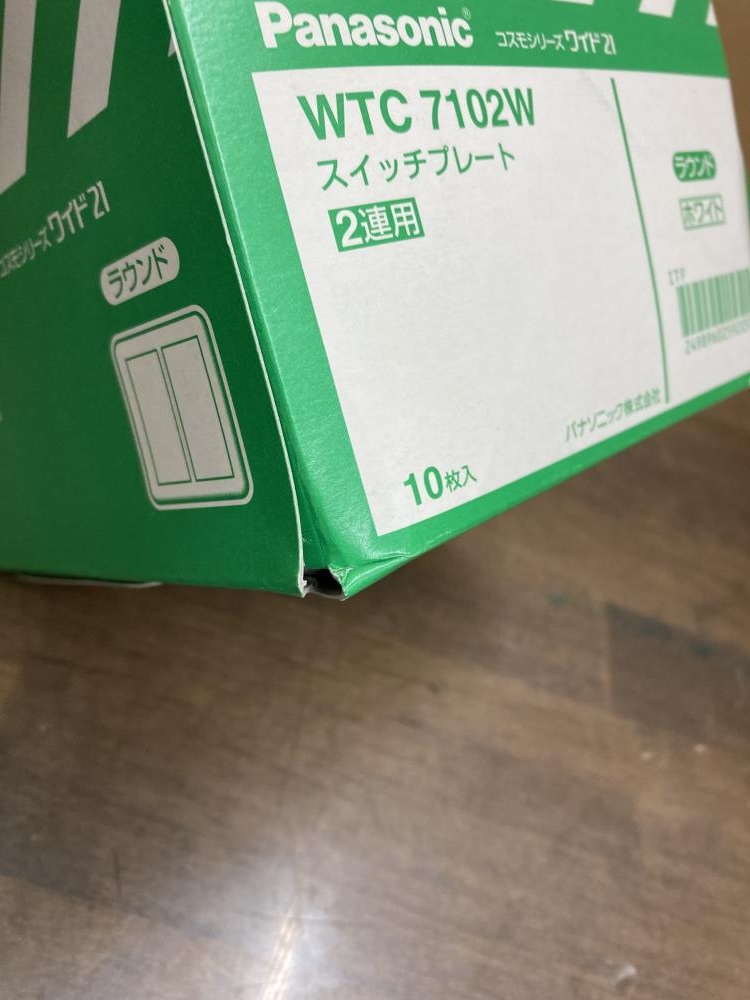 Panasonic® コスモシリーズワイド21
WTC 7102W
スイッチプレート
2連用
ラウンド
ホワイト
ITF
パナソニック株式会社
10枚入
コスモシリーズワイド21
ラウンド